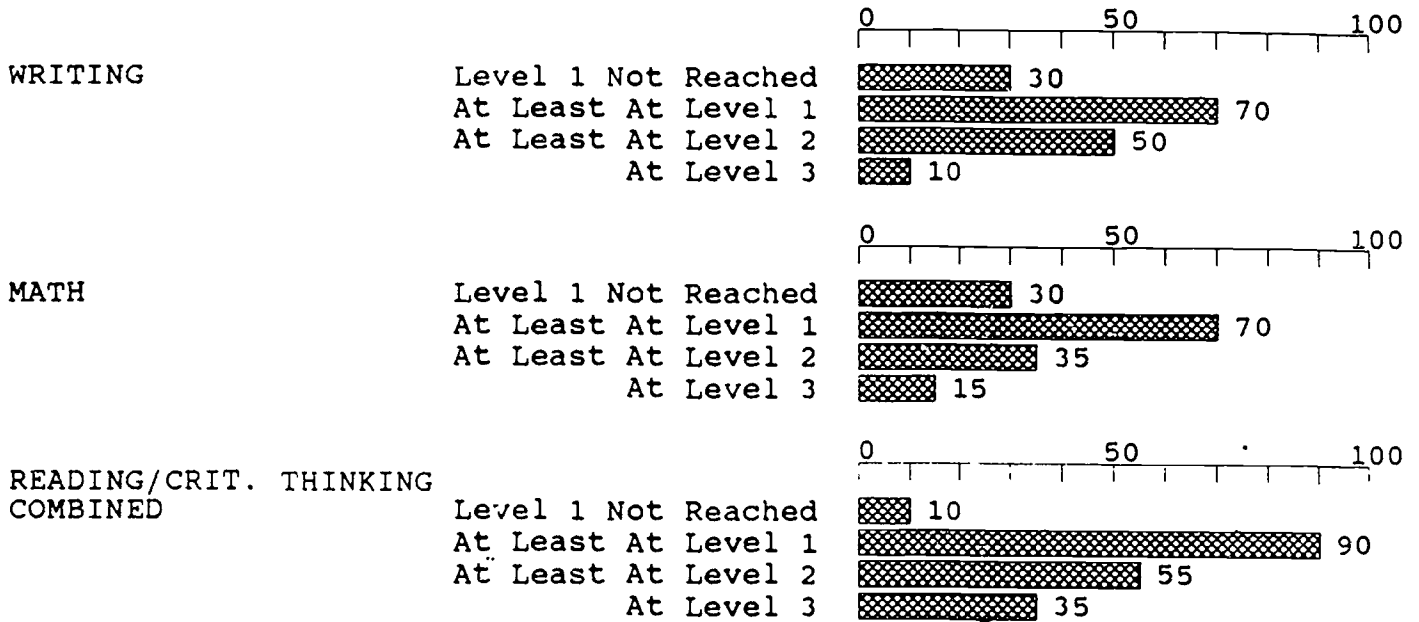 0 50 100
WRITING Level 1 Not Reached 30
At Least At Level 1 70
At Least At Level 2 50
At Level 3 10
0 50 100
MATH Level 1 Not Reached 30
At Least At Level 1 70
At Least At Level 2 35
At Level 3 15
0 50 100
READING/CRIT. THINKING
COMBINED Level 1 Not Reached 10
At Least At Level 1 90
At Least At Level 2 55
At Level 3 35